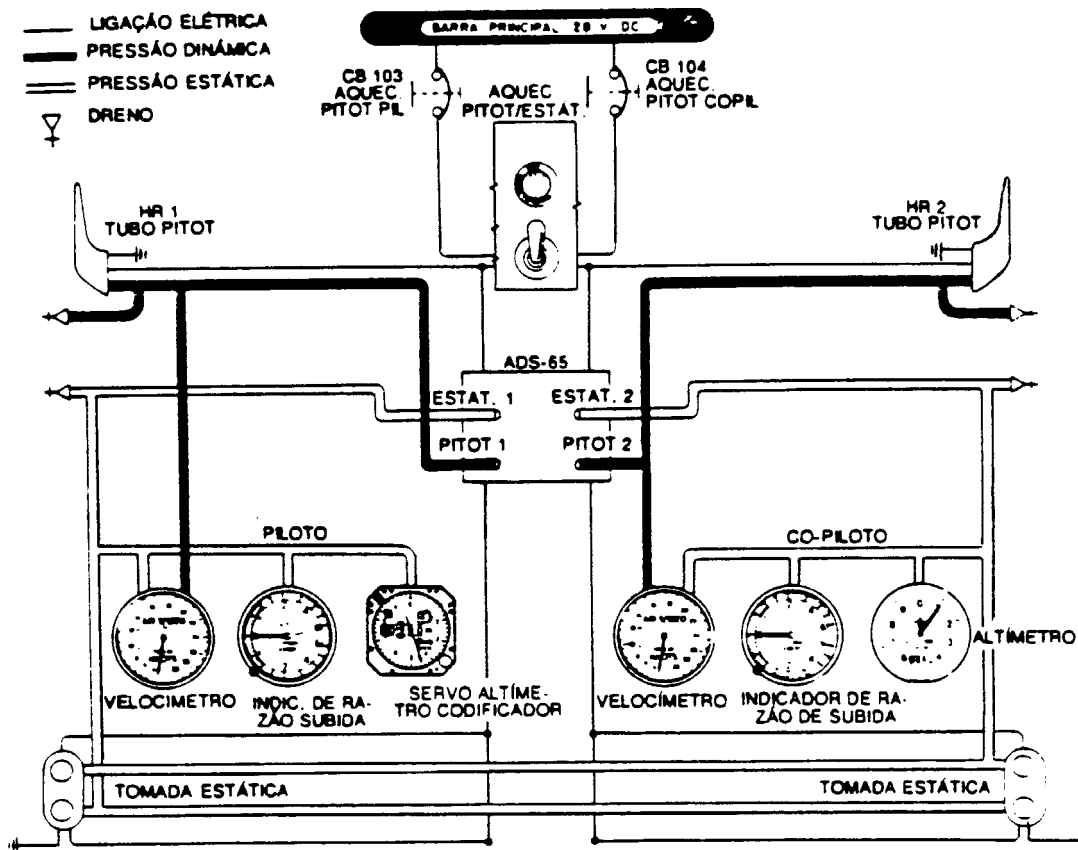 LIGAÇÃO ELÉTRICA
PRESSÃO DINÂMICA
PRESSÃO ESTÁTICA
DRENO
BARRA PRINCIPAL 28 V DC
CB 103
AQUEC.
PITOT PIL
AQUEC
PITOT/ESTÁT.
CB 104
AQUEC.
PITOT COPIL
HR 1
TUBO PITOT
HR 2
TUBO PITOT
ADS-65
ESTAT. 1
ESTAT. 2
PITOT 1
PITOT 2
PILOTO
CO-PILOTO
VELOCÍMETRO
INDIC. DE RA-
ZÃO SUBIDA
SERVO ALTÍME-
TRO CODIFICADOR
VELOCÍMETRO
INDICADOR DE RA-
ZÃO DE SUBIDA
ALTÍMETRO
TOMADA ESTÁTICA
TOMADA ESTÁTICA